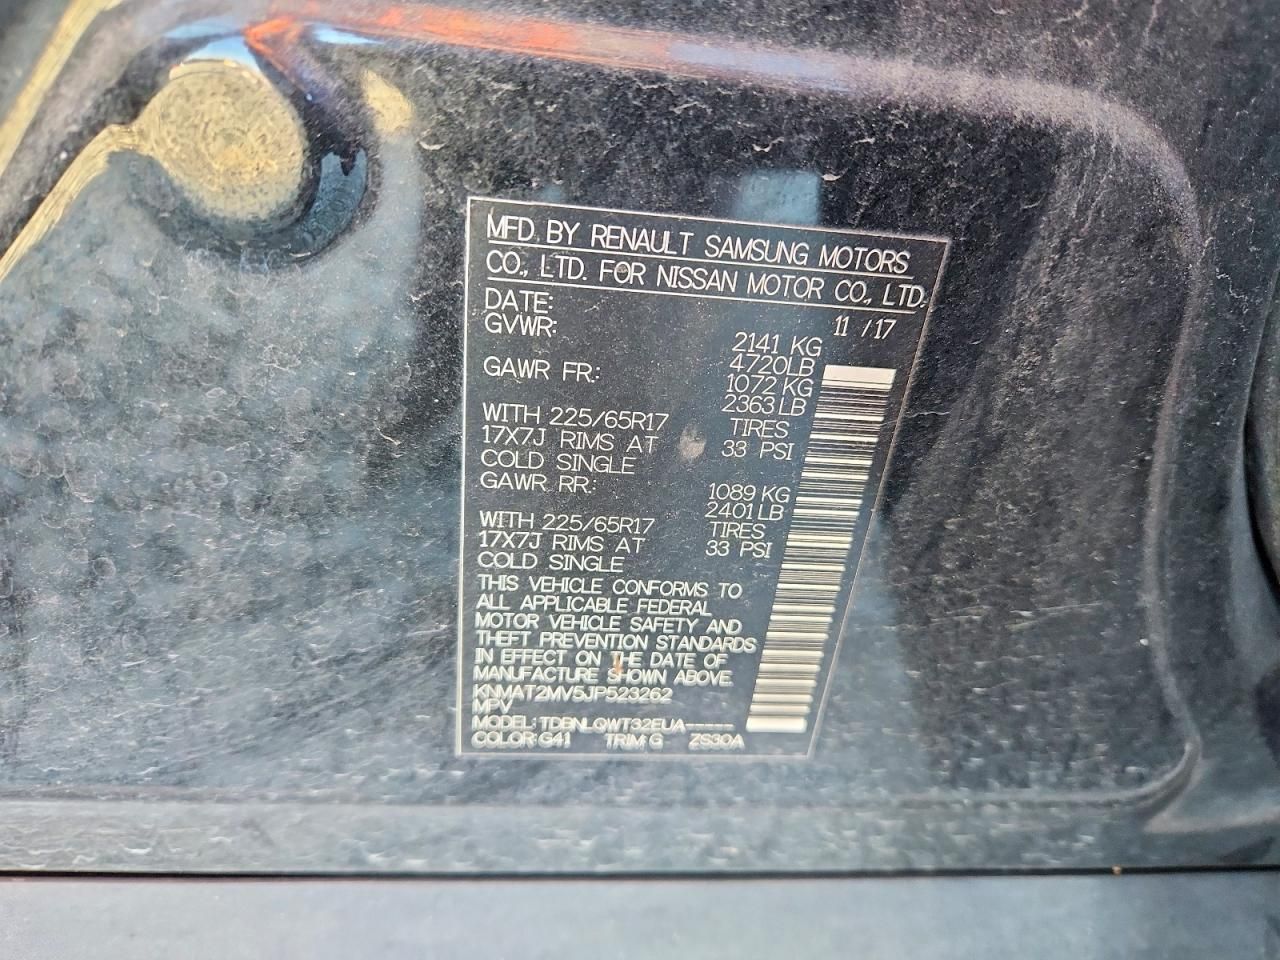 MFD. BY RENAULT SAMSUNG MOTORS
CO., LTD. FOR NISSAN MOTOR CO., LTD.
DATE: 11 /17
GVWR: 2141 KG
4720LB
GAWR FR.: 1072 KG
2363 LB
WITH 225/65R17 TIRES
17X7J RIMS AT 33 PSI
COLD SINGLE
GAWR RR.: 1089 KG
2401 LB
WITH 225/65R17 TIRES
17X7J RIMS AT 33 PSI
COLD SINGLE
THIS VEHICLE CONFORMS TO
ALL APPLICABLE FEDERAL
MOTOR VEHICLE SAFETY AND
THEFT PREVENTION STANDARDS
IN EFFECT ON THE DATE OF
MANUFACTURE SHOWN ABOVE.
KNMAT2MV5JP523262
MPV
MODEL: TDBNLQWT32EUA-----
COLOR: G41 TRIM: G ZS30A